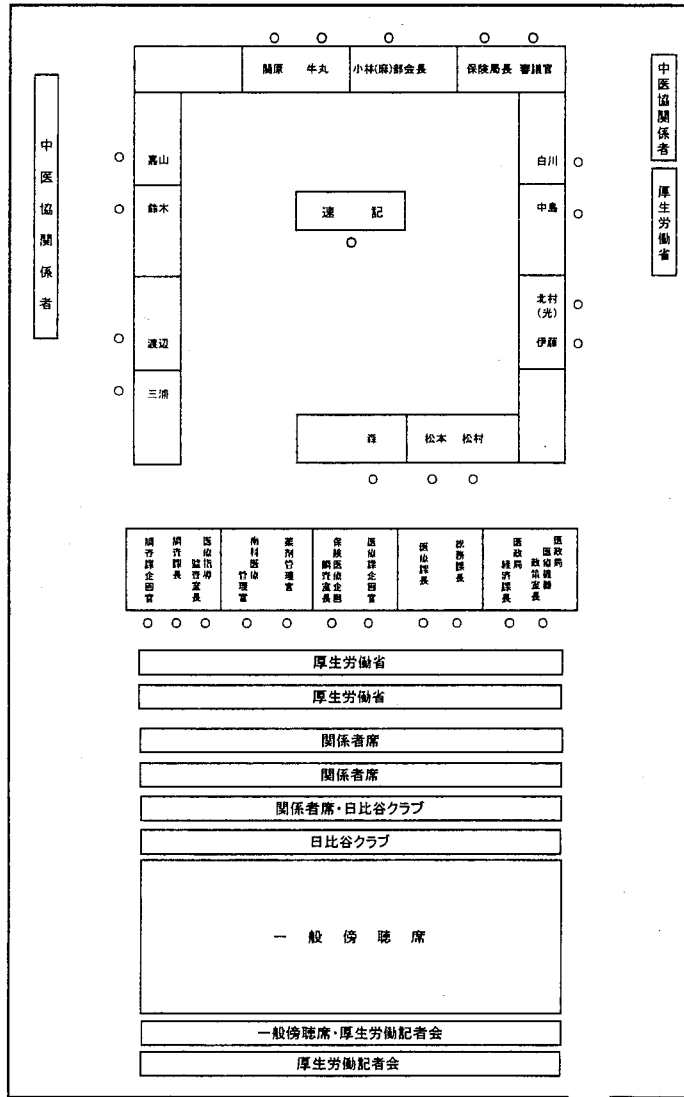 関原 牛丸 小林(麻)部会長 保険局長 審議官
中医協関係者
中医協関係者
厚生労働省
嘉山
鈴木
渡辺
三浦
速 記
白川
中島
北村
(光)
伊藤
森 松本 松村
調査課企画官
調査課長
医療指導
監査室長
歯科医療
管理官
薬剤管理官
保険医療企画
調査室長
医療課企画官
医療課長
総務課長
医政局
経済課長
医政局
医療機器
政策室長
厚生労働省
厚生労働省
関係者席
関係者席
関係者席・日比谷クラブ
日比谷クラブ
一 般 傍 聴 席
一般傍聴席・厚生労働記者会
厚生労働記者会